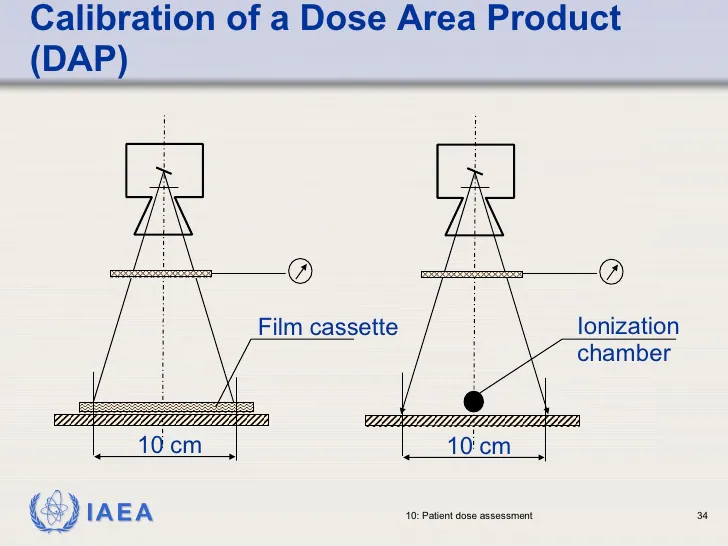 Calibration of a Dose Area Product
(DAP)
Film cassette
Ionization
chamber
10 cm
10 cm
IAEA
10: Patient dose assessment
34